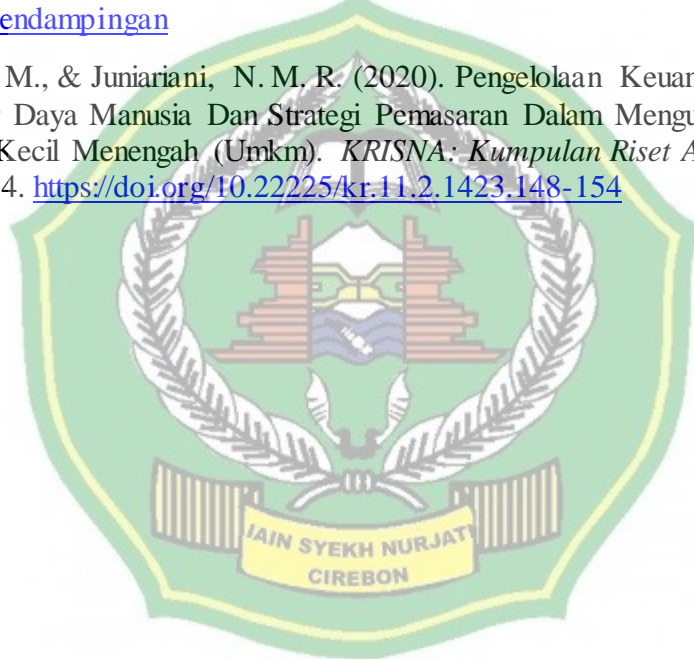 endampingan
M., & Juniariani, N. M. R. (2020). Pengelolaan Keuan
Daya Manusia Dan Strategi Pemasaran Dalam Mengu
Kecil Menengah (Umkm). KRISNA: Kumpulan Riset A
4. https://doi.org/10.22225/kr.11.2.1423.148-154
IAIN SYEKH NURJATI
CIREBON